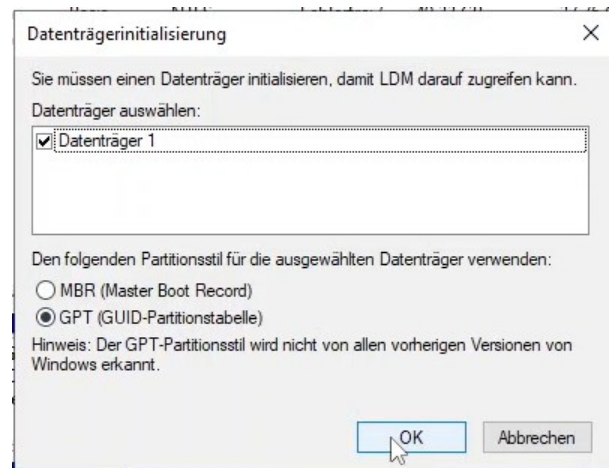 Datenträgerinitialisierung
Sie müssen einen Datenträger initialisieren, damit LDM darauf zugreifen kann.
Datenträger auswählen:
Datenträger 1
Den folgenden Partitionsstil für die ausgewählten Datenträger verwenden:
MBR (Master Boot Record)
GPT (GUID-Partitionstabelle)
Hinweis: Der GPT-Partitionsstil wird nicht von allen vorherigen Versionen von
Windows erkannt.
OK Abbrechen